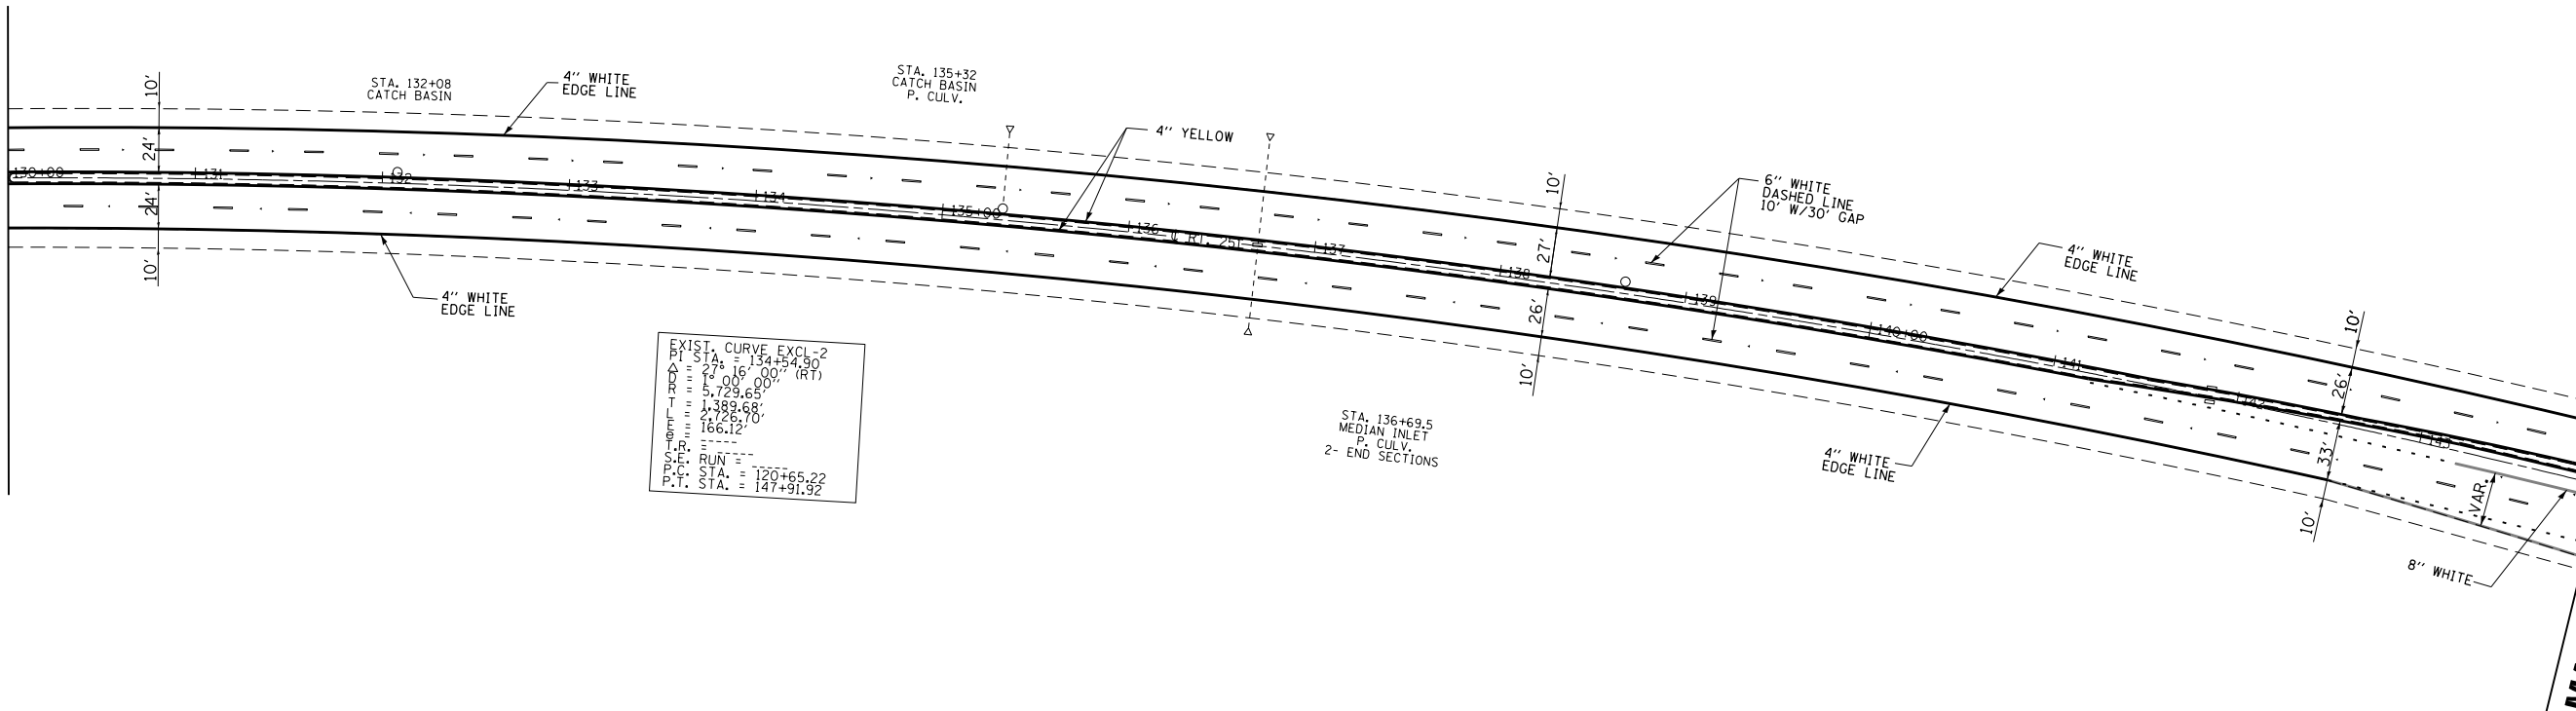 10'
24'
24'
10'
STA. 132+08
CATCH BASIN
4'' WHITE
EDGE LINE
STA. 135+32
CATCH BASIN
P. CULV.
4'' YELLOW
130+00
131
132
133
134
135+00
136
℄ RT. 251
137
138
139
140+00
141
142
143
4'' WHITE
EDGE LINE
EXIST. CURVE EXCL-2
PI STA. = 134+54.90
Δ = 27° 16' 00'' (RT)
D = 1° 00' 00''
R = 5,729.65'
T = 1,389.68'
L = 2,726.70'
E = 166.12'
e = -----
T.R. = -----
S.E. RUN = -----
P.C. STA. = 120+65.22
P.T. STA. = 147+91.92
STA. 136+69.5
MEDIAN INLET
P. CULV.
2- END SECTIONS
10'
27'
26'
10'
6'' WHITE
DASHED LINE
10' W/30' GAP
4'' WHITE
EDGE LINE
4'' WHITE
EDGE LINE
10'
26'
33'
10'
VAR.
8'' WHITE